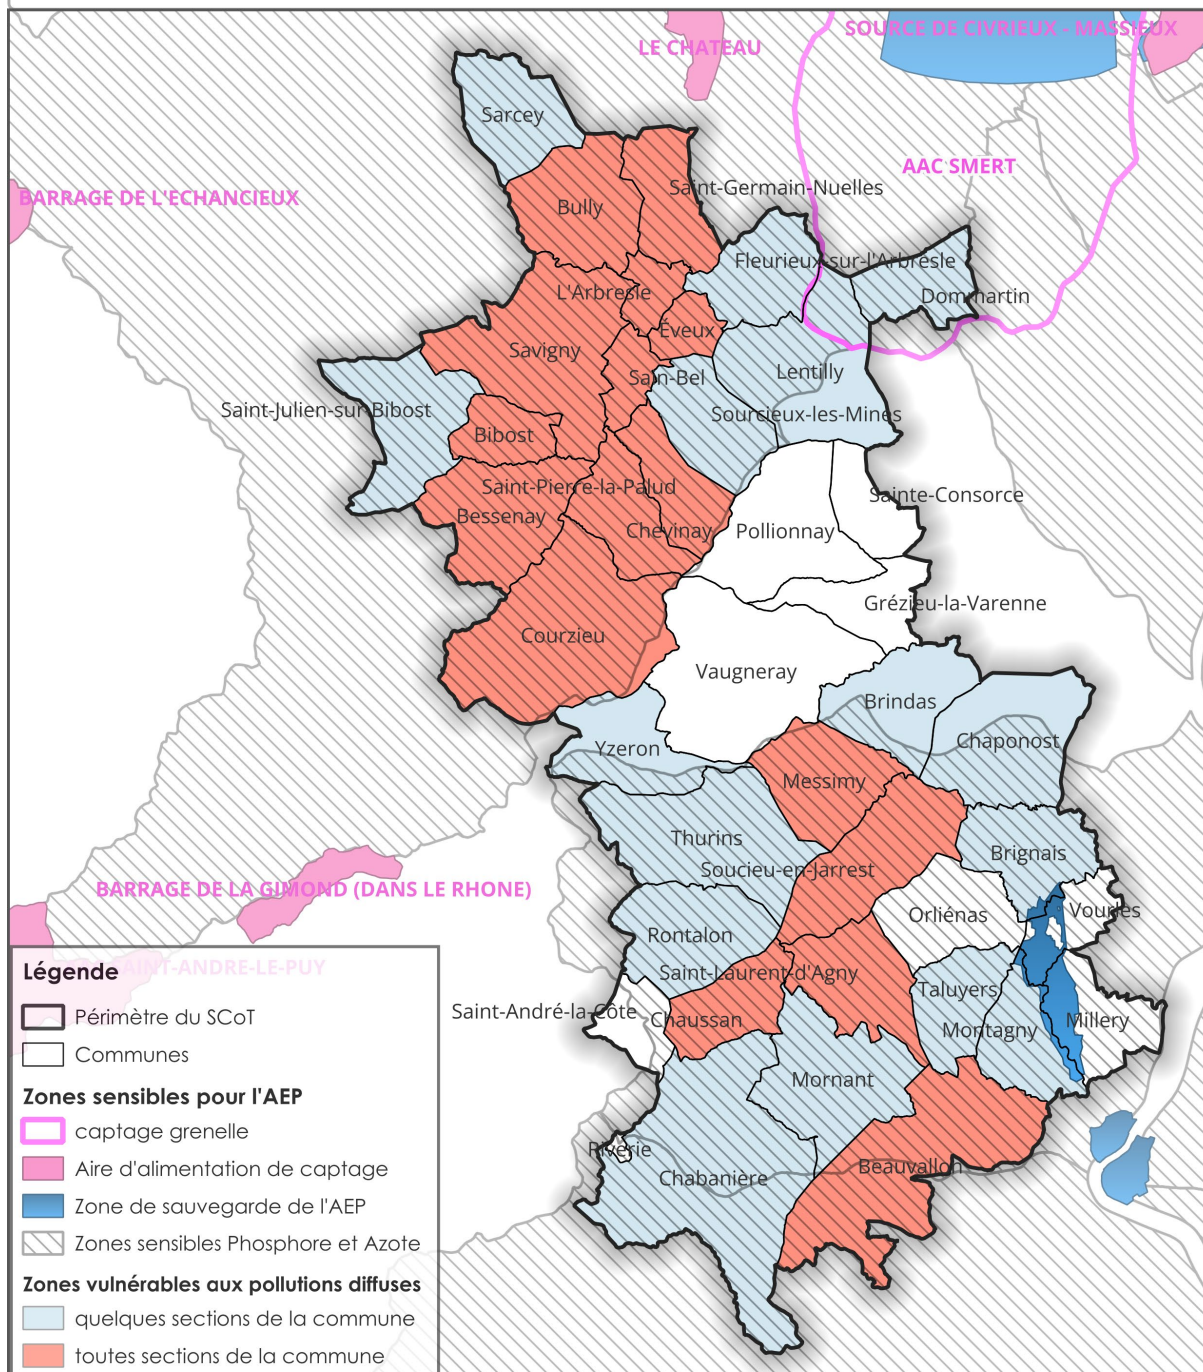 SOURCE DE CIVRIEUX - MASSIEUX
LE CHATEAU
Sarcey
AAC SMERT
Saint-Germain-Nuelles
BARRAGE DE L'ECHANCIEUX
Bully
Fleurieux-sur-l'Arbresle
L'Arbresle
Dommartin
Éveux
Savigny
Lentilly
Sain-Bel
Saint-Julien-sur-Bibost
Sourcieux-les-Mines
Bibost
Saint-Pierre-la-Palud
Sainte-Consorce
Bessenay
Chevinay
Pollionnay
Grézieu-la-Varenne
Courzieu
Vaugneray
Brindas
Yzeron
Chaponost
Messimy
Thurins
Brignais
Soucieu-en-Jarrest
BARRAGE DE LA GIMOND (DANS LE RHONE)
Orliénas
Vourles
Rontalon
SAINT-ANDRE-LE-PUY
Saint-Laurent-d'Agny
Taluyers
Saint-André-la-Côte
Chaussan
Montagny
Millery
Mornant
Riverie
Beauvallon
Chabanière
Légende
Périmètre du SCoT
Communes
Zones sensibles pour l'AEP
captage grenelle
Aire d'alimentation de captage
Zone de sauvegarde de l'AEP
Zones sensibles Phosphore et Azote
Zones vulnérables aux pollutions diffuses
quelques sections de la commune
toutes sections de la commune